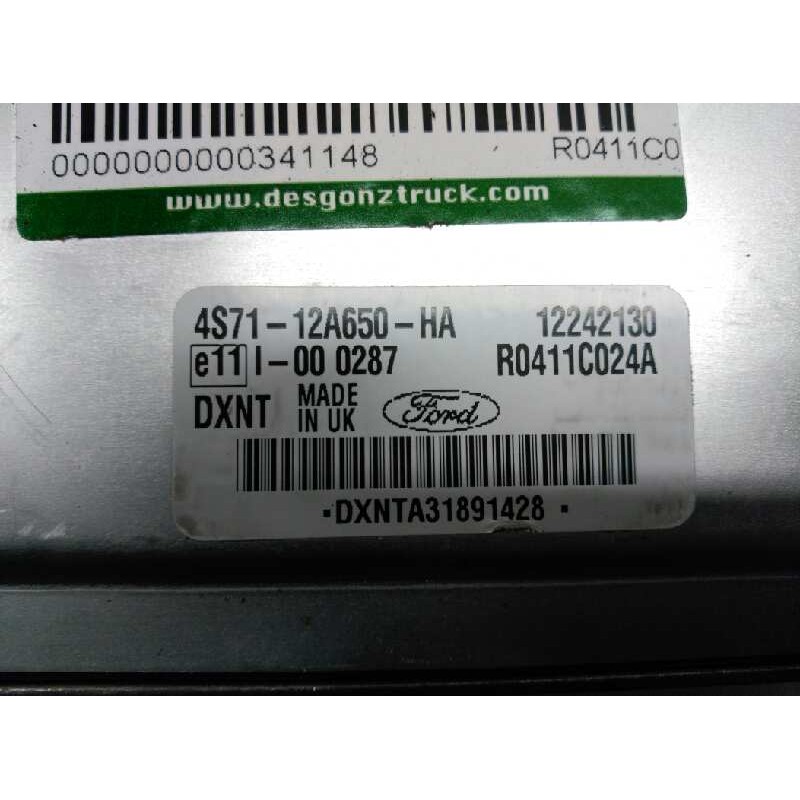 0000000000341148 R0411C0
www.desgonztruck.com
4S71-12A650-HA 12242130
e11 I-00 0287 R0411C024A
DXNT MADE IN UK Ford
·DXNTA31891428·